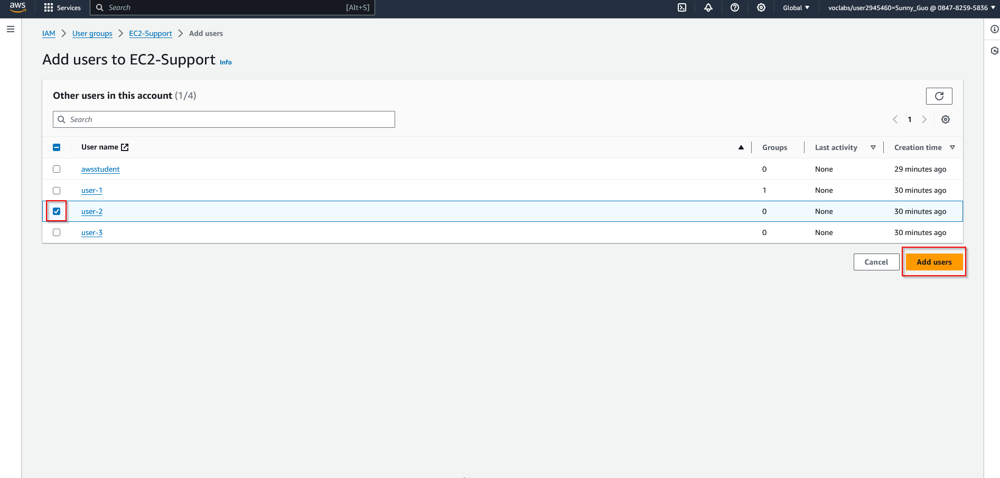 aws Services Search [Alt+S] Global voclabs/user2945460=Sunny_Guo @ 0847-8259-5836
IAM User groups EC2-Support Add users
Add users to EC2-Support Info
Other users in this account (1/4)
Search 1
User name Groups Last activity Creation time
awsstudent 0 None 29 minutes ago
user-1 1 None 30 minutes ago
user-2 0 None 30 minutes ago
user-3 0 None 30 minutes ago
Cancel Add users